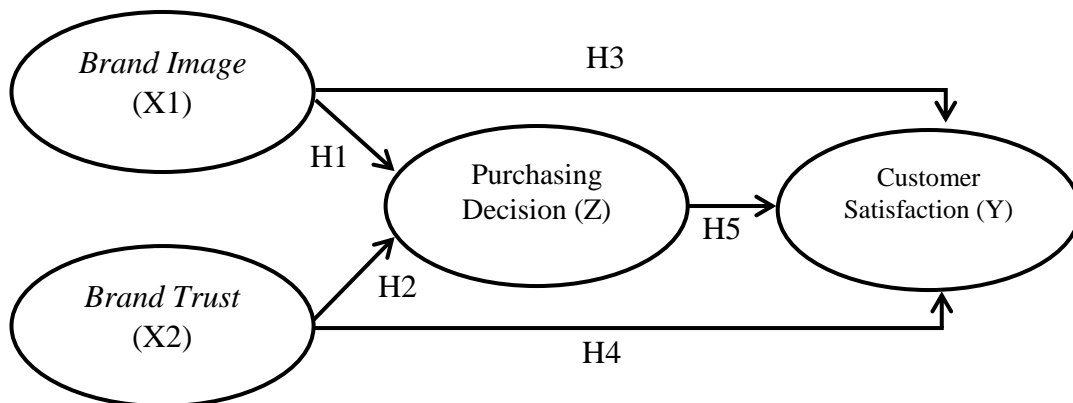 Brand Image
(X1)
H3
H1
Purchasing
Decision (Z)
Customer
Satisfaction (Y)
H5
H2
Brand Trust
(X2)
H4